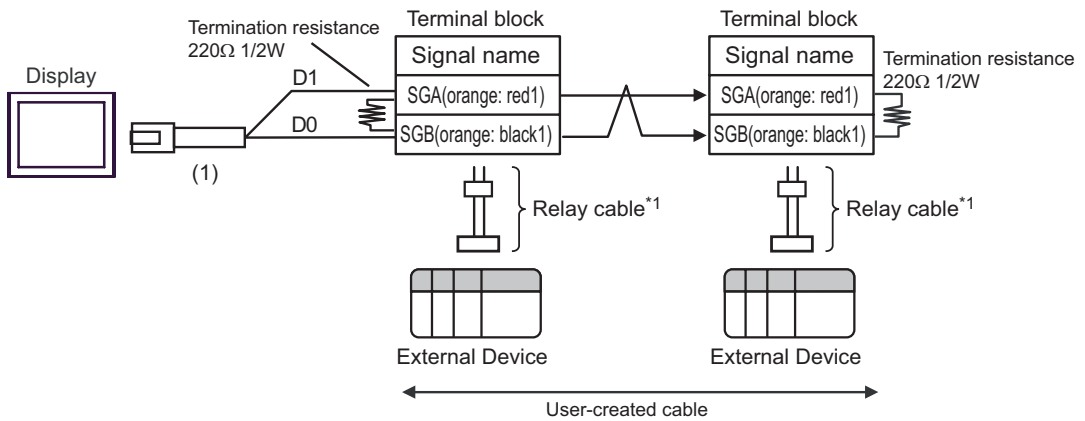 Display
(1)
Termination resistance
220Ω 1/2W
D1
D0
Terminal block
Signal name
SGA(orange: red1)
SGB(orange: black1)
Relay cable*1
External Device
Terminal block
Signal name
SGA(orange: red1)
SGB(orange: black1)
Termination resistance
220Ω 1/2W
Relay cable*1
External Device
User-created cable